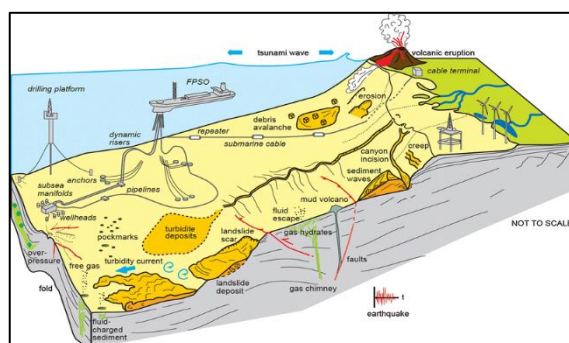 tsunami wave
volcanic eruption
FPSO
drilling platform
cable terminal
erosion
debris
avalanche
dynamic
risers
repeater
submarine cable
canyon
incision
creep
anchors
subsea
manifolds
pipelines
sediment
waves
wellheads
mud volcano
pockmarks
turbidite
deposits
landslide
scar
fluid
escape
gas hydrates
NOT TO SCALE
over-
pressure
free gas
turbidity current
faults
fold
landslide
deposit
gas chimney
t
earthquake
fluid-
charged
sediment